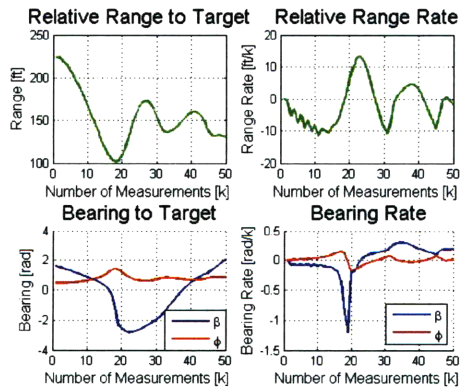 Relative Range to Target
Range [ft]
250
200
150
100
0 10 20 30 40 50
Number of Measurements [k]
Relative Range Rate
Range Rate [ft/k]
20
10
0
-10
-20
0 10 20 30 40 50
Number of Measurements [k]
Bearing to Target
Bearing [rad]
4
2
0
-2
-4
0 10 20 30 40 50
β
ϕ
Number of Measurements [k]
Bearing Rate
Bearing Rate [rad/k]
0.5
0
-0.5
-1
-1.5
0 10 20 30 40 50
β
ϕ
Number of Measurements [k]